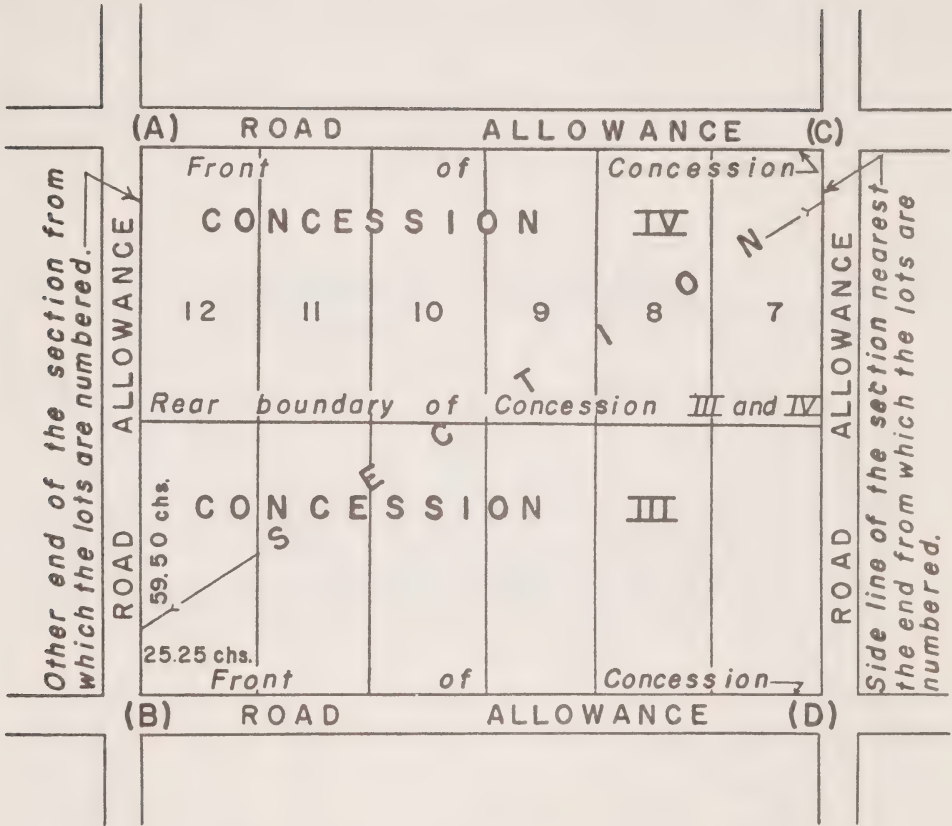 (A) ROAD ALLOWANCE (C)
Front of Concession
CONCESSION IV
12 11 10 9 8 7
Rear boundary of Concession III and IV
SECTION
CONCESSION III
59.50 chs.
25.25 chs.
Front of Concession
(B) ROAD ALLOWANCE (D)
Other end of the section from
which the lots are numbered.
ROAD ALLOWANCE
ROAD ALLOWANCE
Side line of the section nearest
the end from which the lots are
numbered.